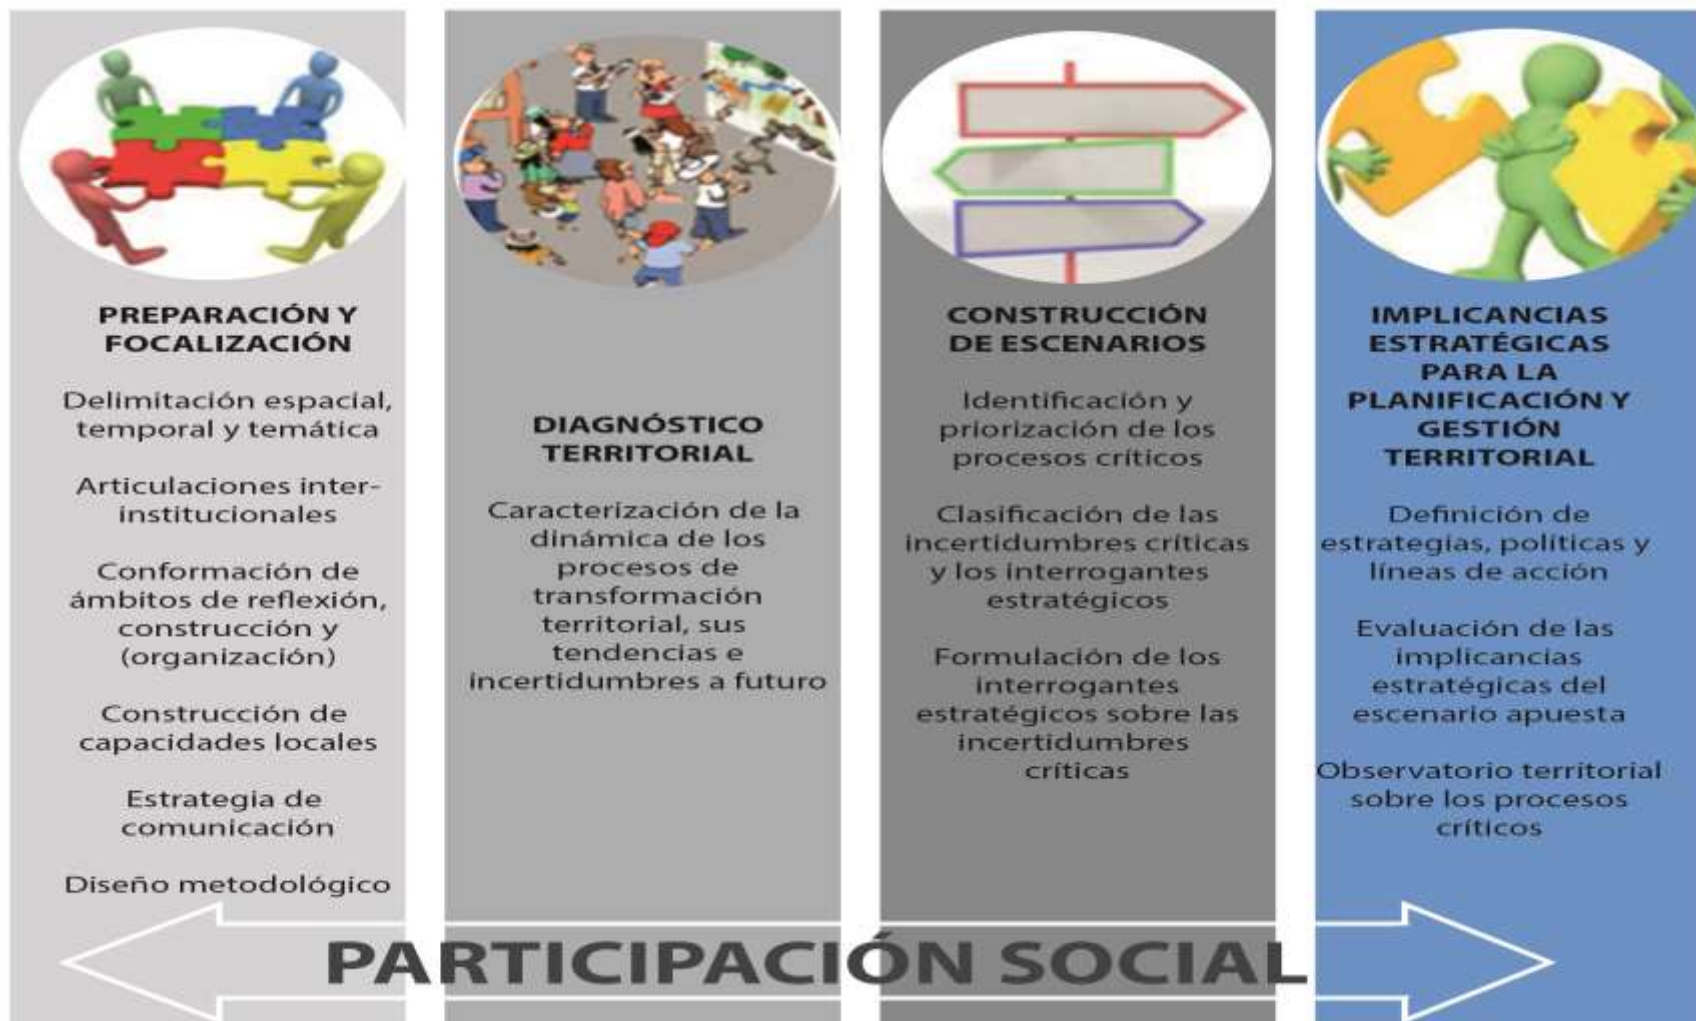 PREPARACIÓN Y
FOCALIZACIÓN
Delimitación espacial,
temporal y temática
Articulaciones inter-
institucionales
Conformación de
ámbitos de reflexión,
construcción y
(organización)
Construcción de
capacidades locales
Estrategia de
comunicación
Diseño metodológico
DIAGNÓSTICO
TERRITORIAL
Caracterización de la
dinámica de los
procesos de
transformación
territorial, sus
tendencias e
incertidumbres a futuro
CONSTRUCCIÓN
DE ESCENARIOS
Identificación y
priorización de los
procesos críticos
Clasificación de las
incertidumbres críticas
y los interrogantes
estratégicos
Formulación de los
interrogantes
estratégicos sobre las
incertidumbres
críticas
IMPLICANCIAS
ESTRATÉGICAS
PARA LA
PLANIFICACIÓN Y
GESTIÓN
TERRITORIAL
Definición de
estrategias, políticas y
líneas de acción
Evaluación de las
implicancias
estratégicas del
escenario apuesta
Observatorio territorial
sobre los procesos
críticos
PARTICIPACIÓN SOCIAL